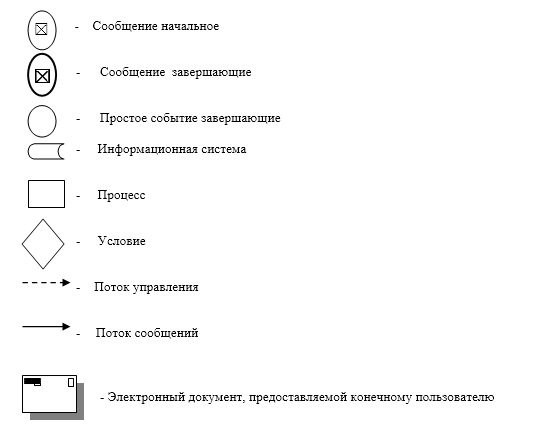 - Сообщение начальное
- Сообщение завершающие
- Простое событие завершающие
- Информационная система
- Процесс
- Условие
- Поток управления
- Поток сообщений
- Электронный документ, предоставляемой конечному пользователю